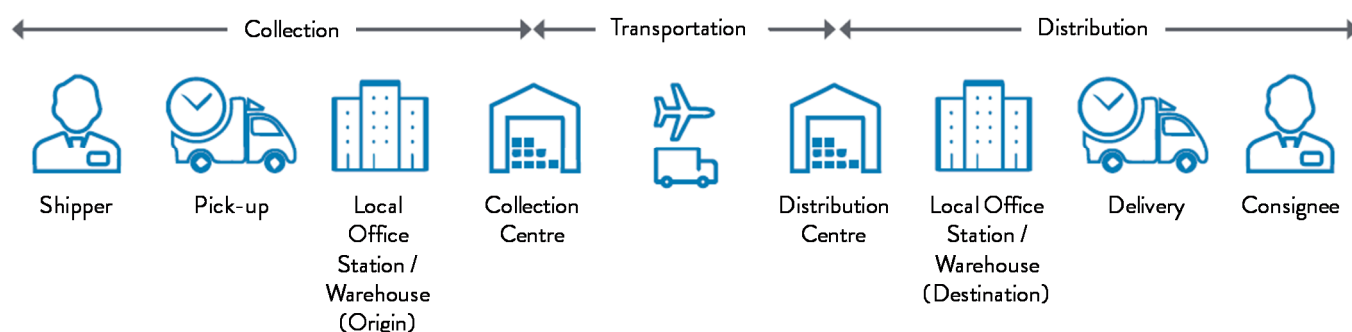 Collection
Transportation
Distribution
Shipper
Pick-up
Local
Office
Station /
Warehouse
(Origin)
Collection
Centre
Distribution
Centre
Local Office
Station /
Warehouse
(Destination)
Delivery
Consignee